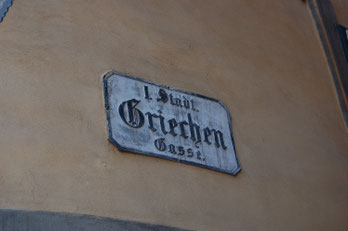 I. Stadt.
Griechen
Gasse.